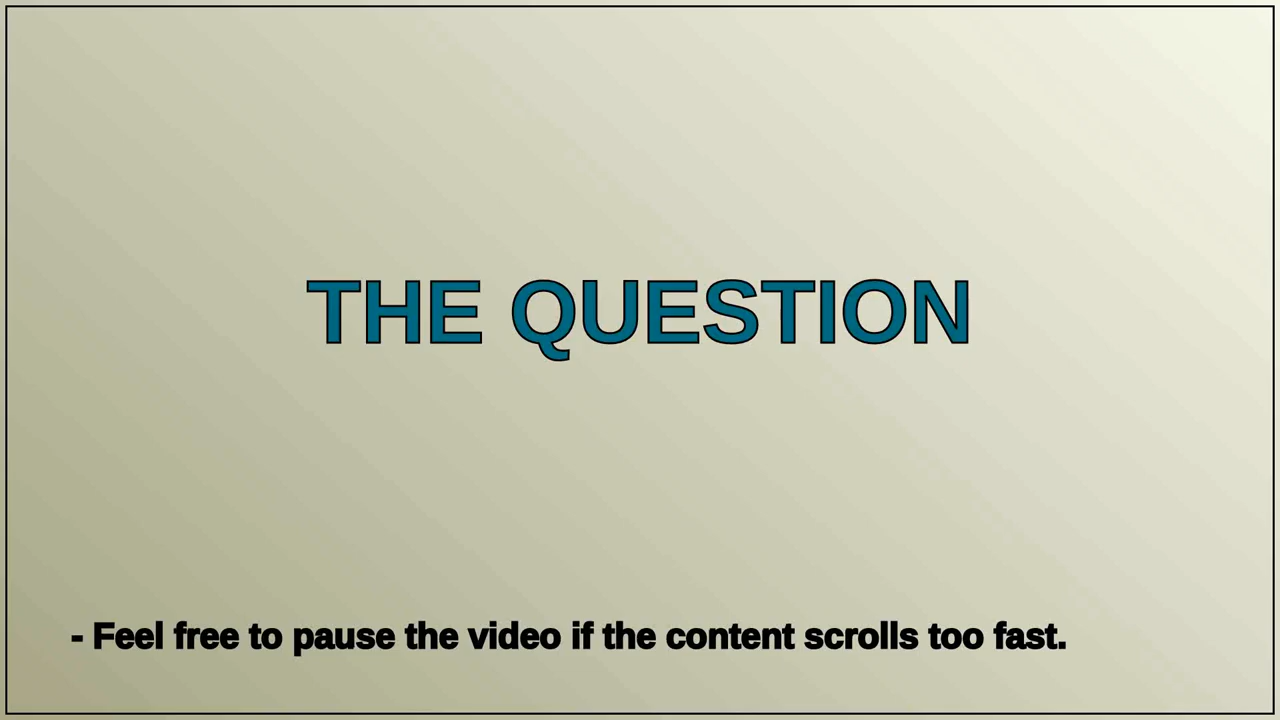 THE QUESTION
- Feel free to pause the video if the content scrolls too fast.